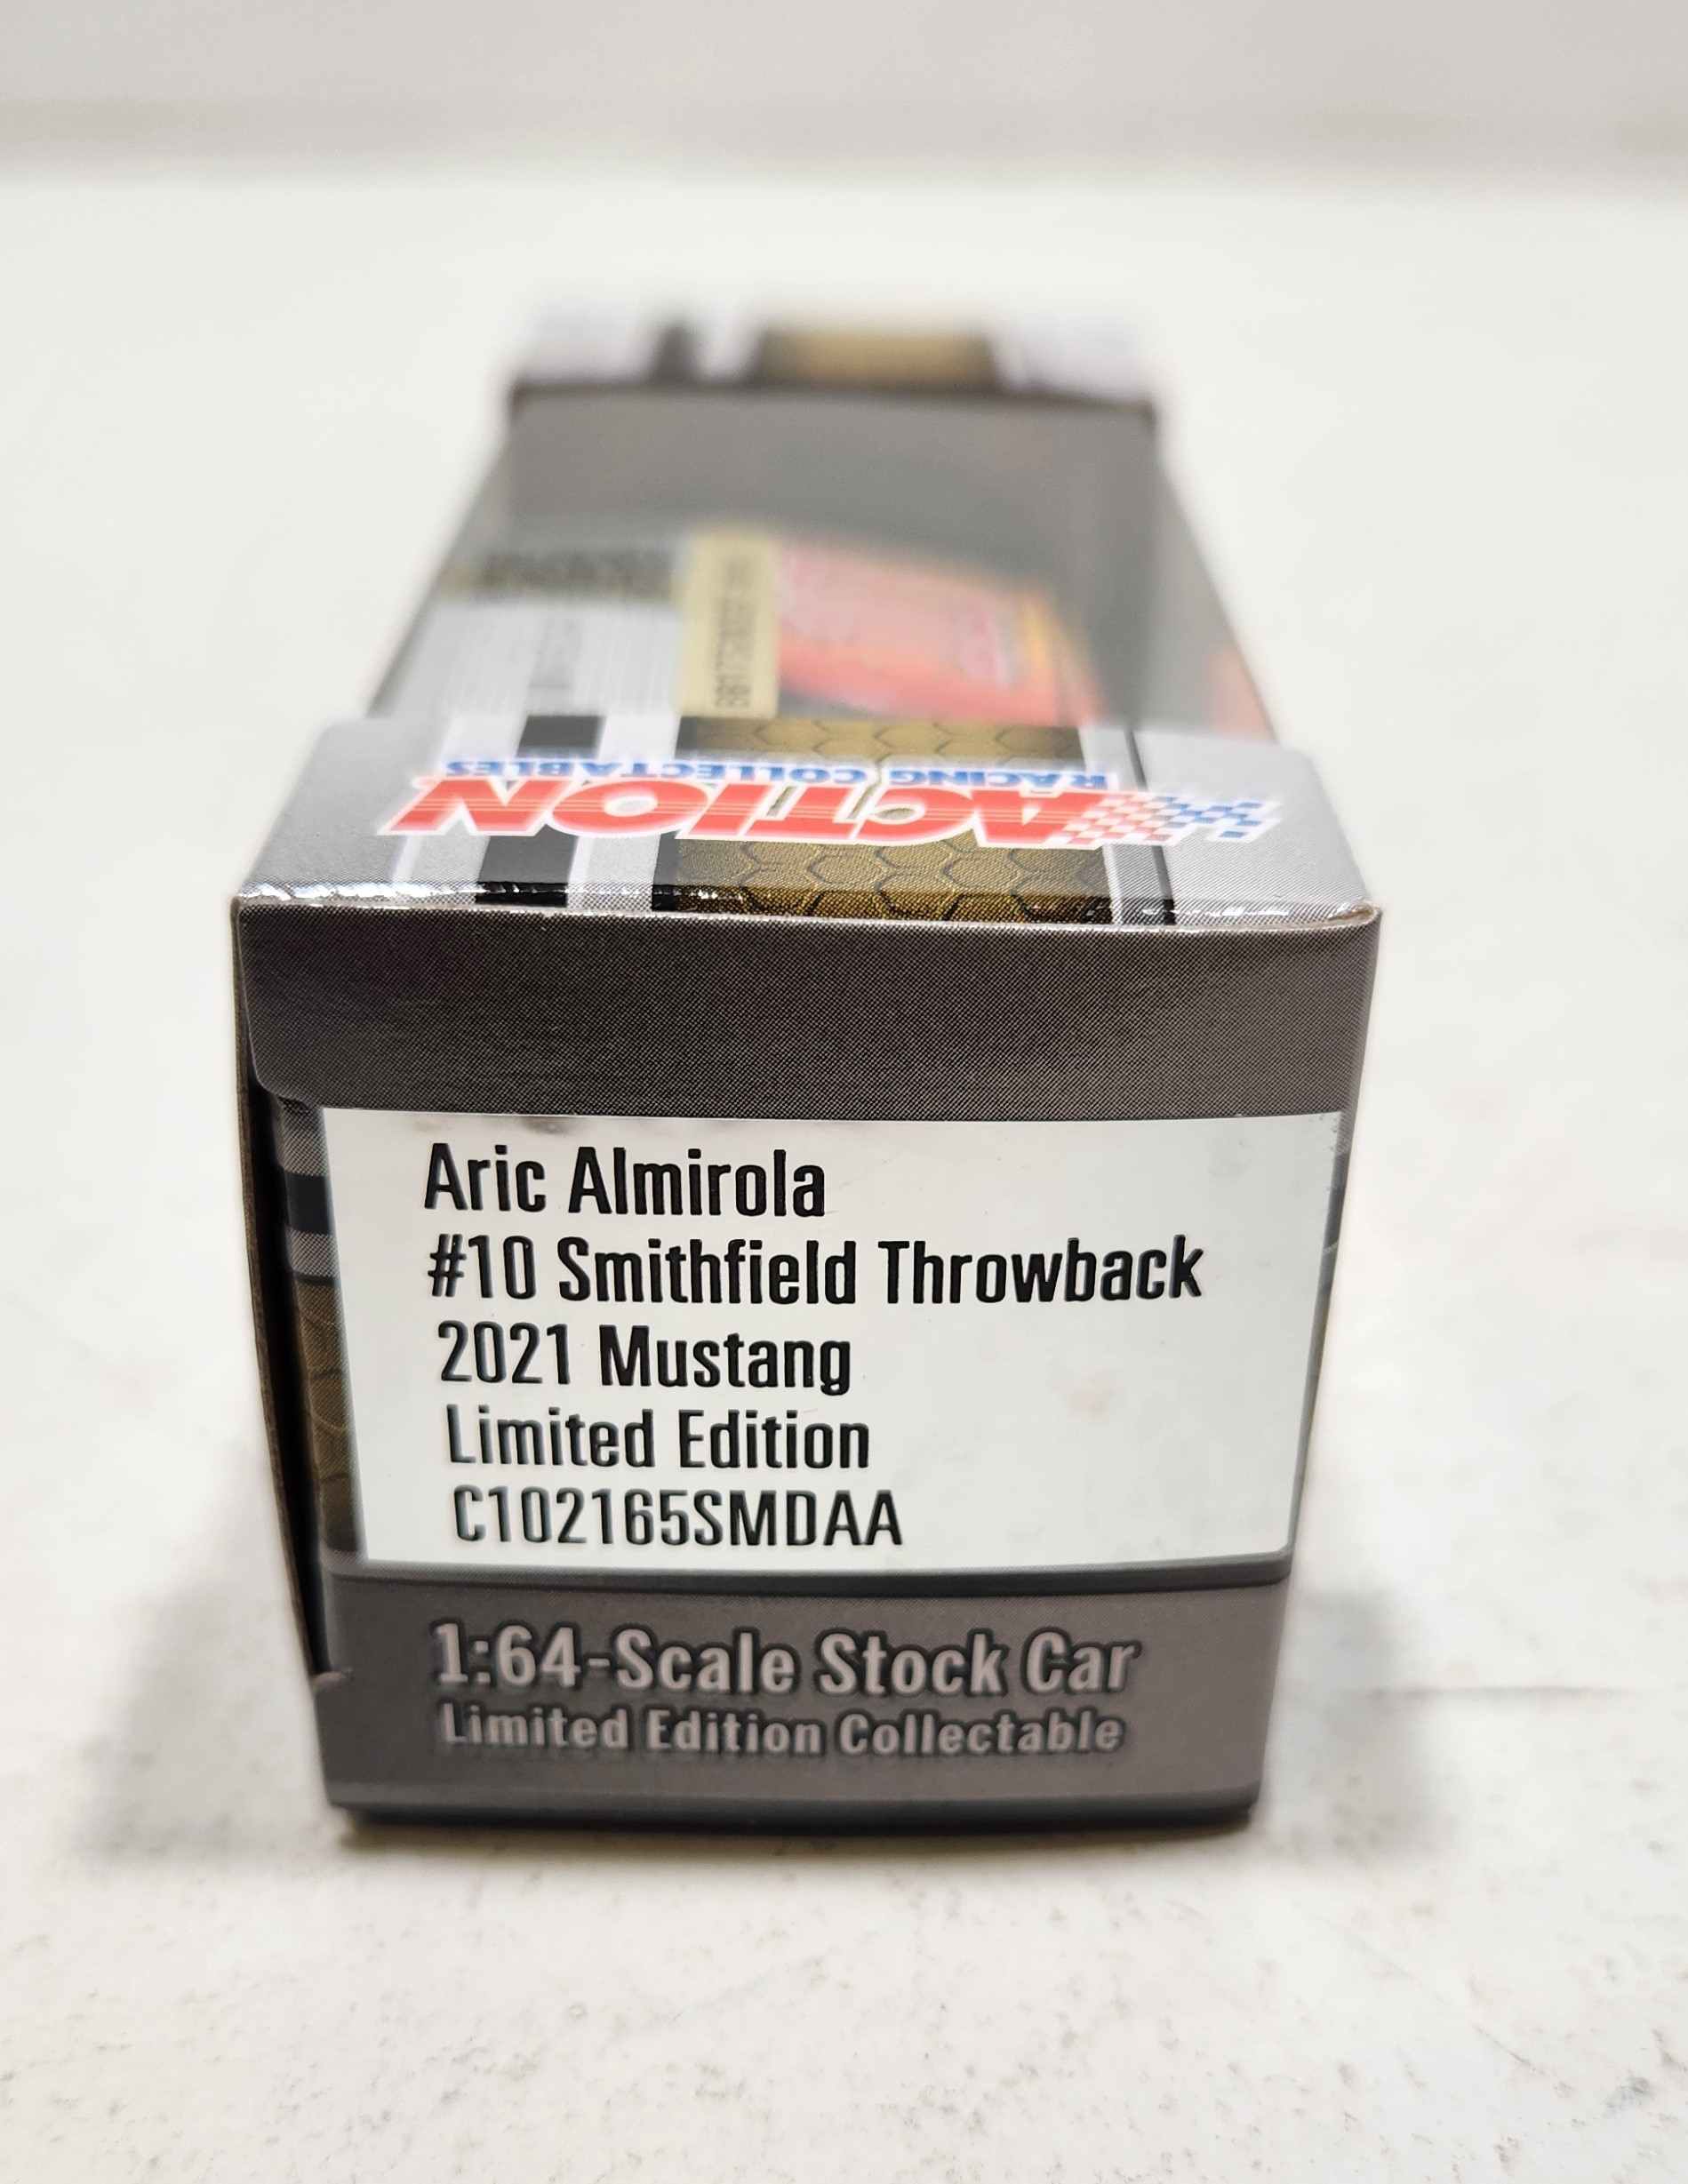 RACING COLLECTABLES
ACTION
Aric Almirola
#10 Smithfield Throwback
2021 Mustang
Limited Edition
C102165SMDAA
1:64-Scale Stock Car
Limited Edition Collectable